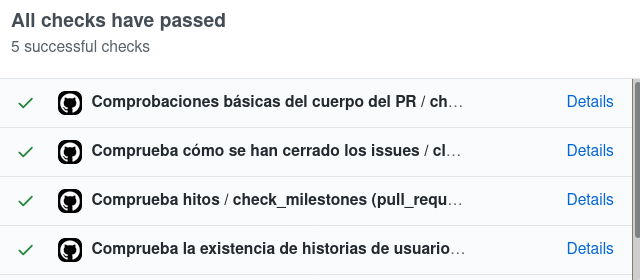 All checks have passed
5 successful checks
Comprobaciones básicas del cuerpo del PR / ch… Details
Comprueba cómo se han cerrado los issues / cl… Details
Comprueba hitos / check_milestones (pull_requ… Details
Comprueba la existencia de historias de usuario… Details